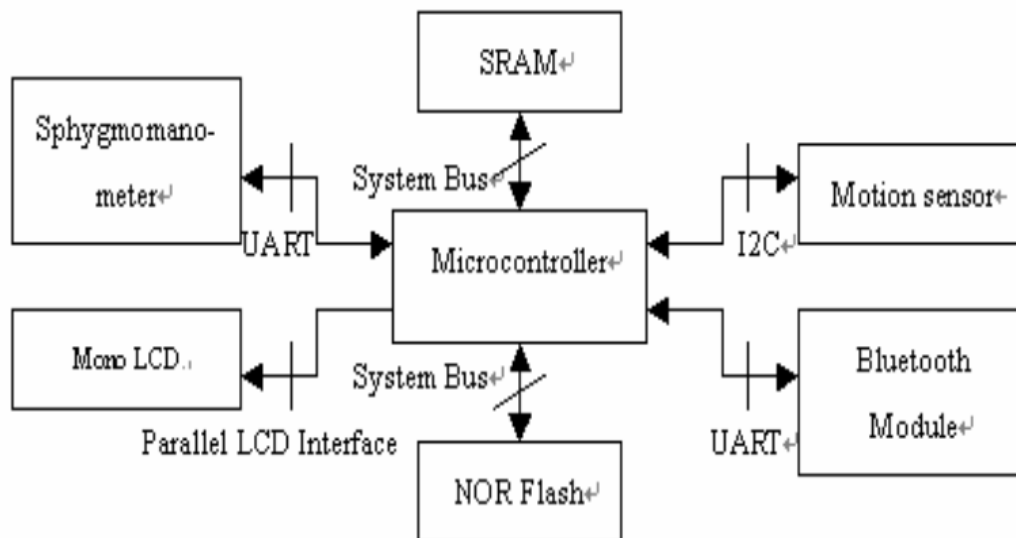 SRAM↵
Sphygmomano-
meter↵
System Bus↵
Motion sensor↵
UART
I2C↵
Microcontroller↵
Mono LCD↵
System Bus↵
Bluetooth
Module↵
Parallel LCD Interface
UART↵
NOR Flash↵